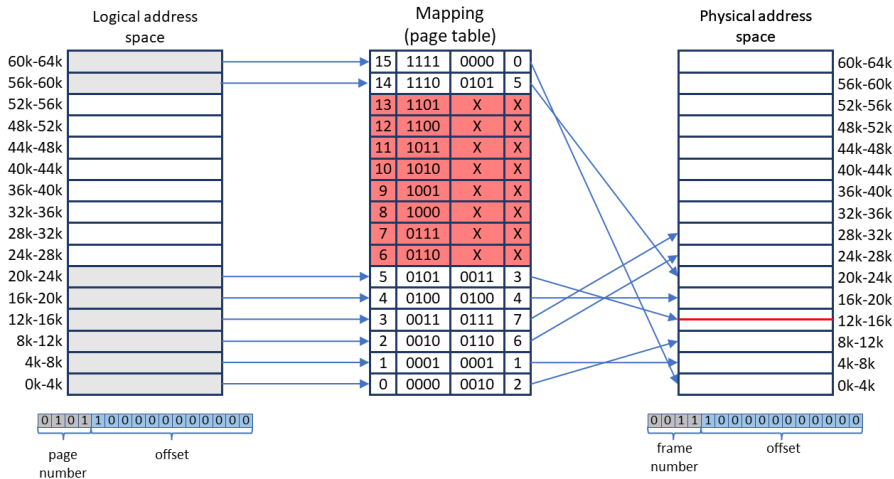 Logical address
space
Mapping
(page table)
Physical address
space
60k-64k 15 1111 0000 0 60k-64k
56k-60k 14 1110 0101 5 56k-60k
52k-56k 13 1101 X X 52k-56k
48k-52k 12 1100 X X 48k-52k
44k-48k 11 1011 X X 44k-48k
40k-44k 10 1010 X X 40k-44k
36k-40k 9 1001 X X 36k-40k
32k-36k 8 1000 X X 32k-36k
28k-32k 7 0111 X X 28k-32k
24k-28k 6 0110 X X 24k-28k
20k-24k 5 0101 0011 3 20k-24k
16k-20k 4 0100 0100 4 16k-20k
12k-16k 3 0011 0111 7 12k-16k
8k-12k 2 0010 0110 6 8k-12k
4k-8k 1 0001 0001 1 4k-8k
0k-4k 0 0000 0010 2 0k-4k
0 1 0 1 1 0 0 0 0 0 0 0 0 0 0 0
page
number
offset
0 0 1 1 1 0 0 0 0 0 0 0 0 0 0 0
frame
number
offset